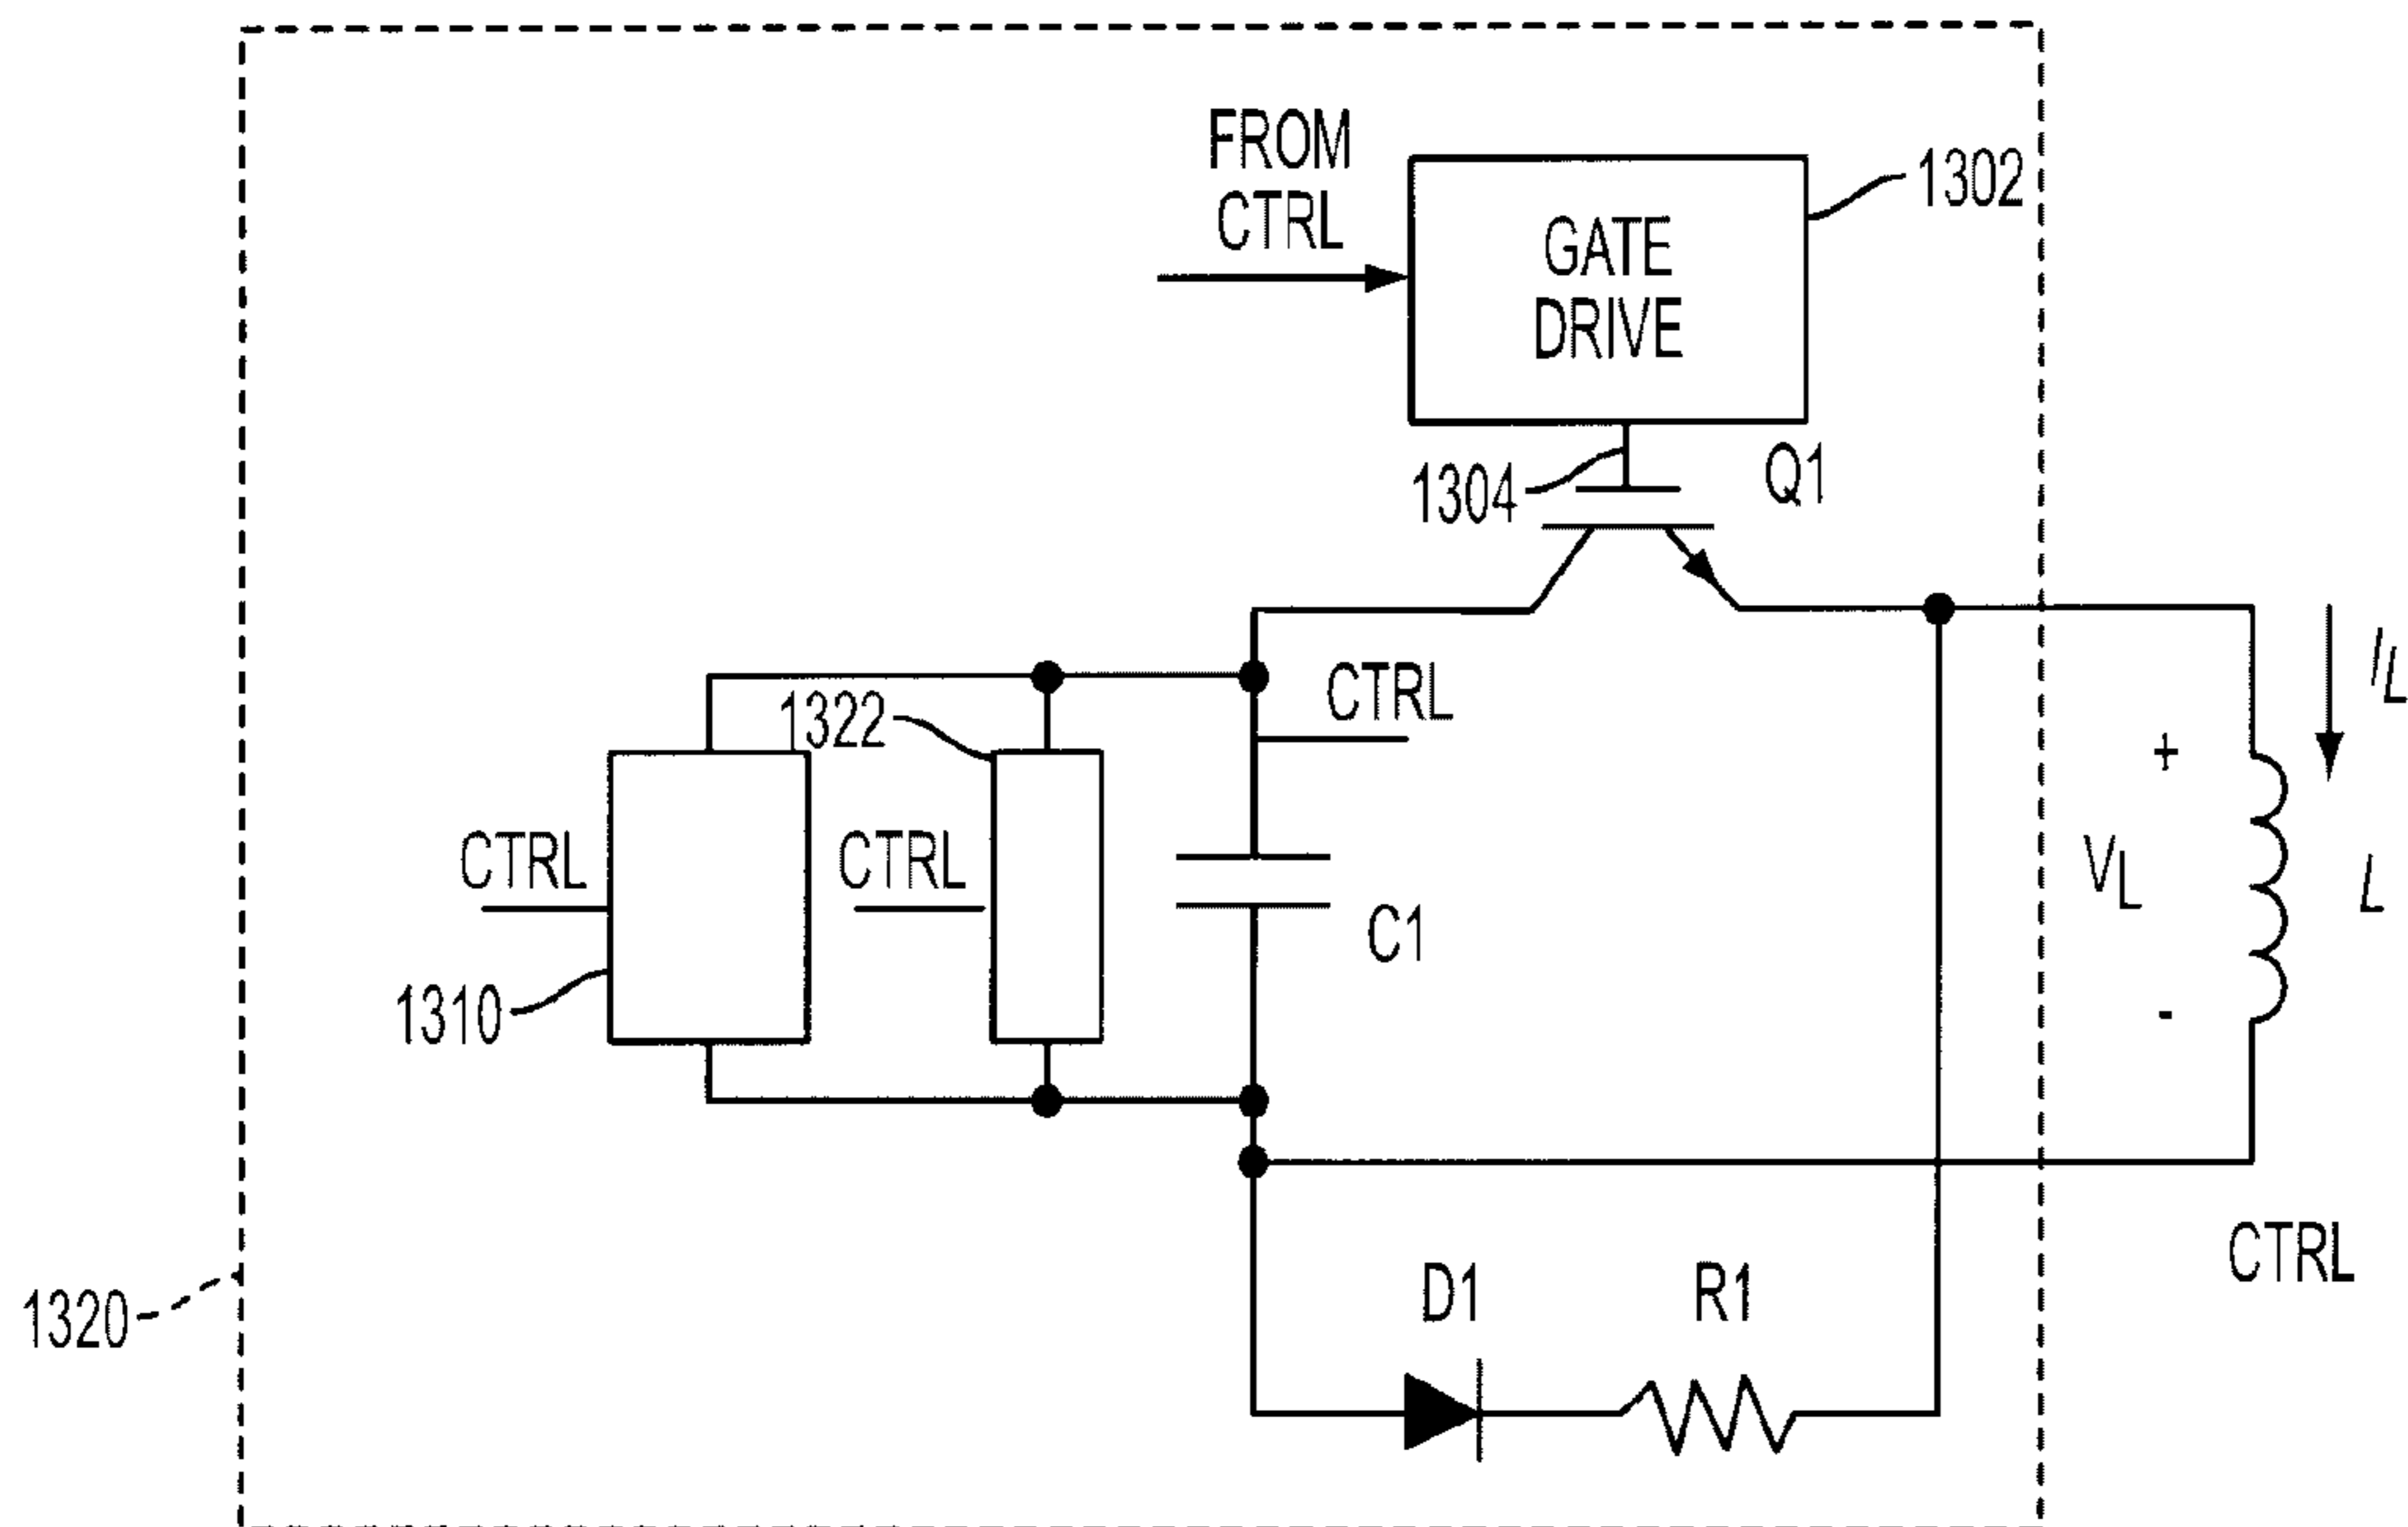 FROM
CTRL
1302
GATE
DRIVE
1304
Q1
CTRL
1322
IL
+
CTRL
CTRL
VL
L
C1
1310
-
CTRL
1320
D1
R1